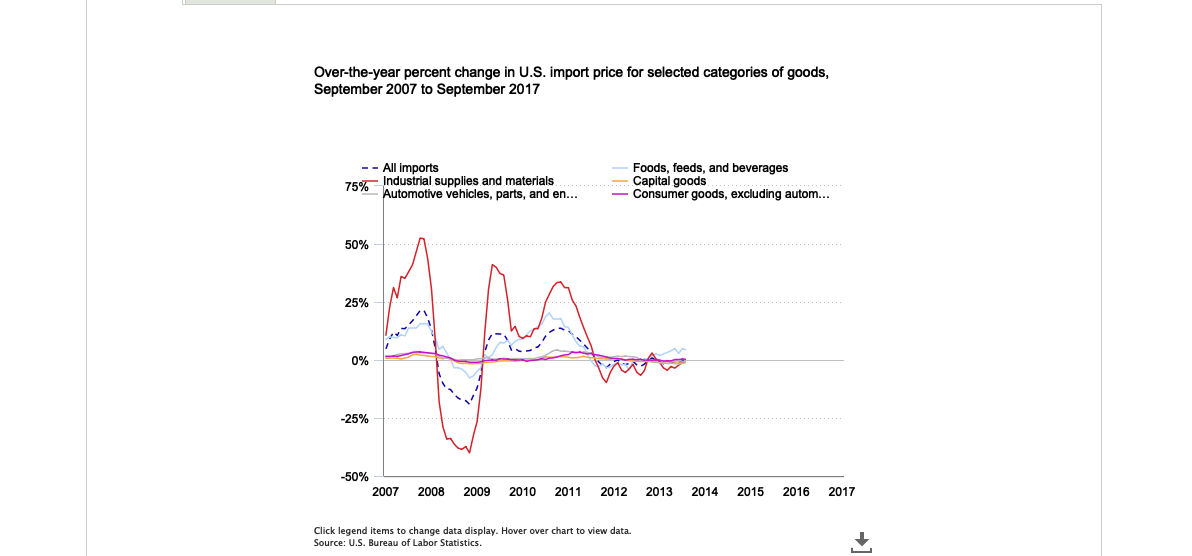 Over-the-year percent change in U.S. import price for selected categories of goods,
September 2007 to September 2017
All imports
Foods, feeds, and beverages
Industrial supplies and materials
Capital goods
Automotive vehicles, parts, and en…
Consumer goods, excluding autom…
75%
50%
25%
0%
-25%
-50%
2007 2008 2009 2010 2011 2012 2013 2014 2015 2016 2017
Click legend items to change data display. Hover over chart to view data.
Source: U.S. Bureau of Labor Statistics.